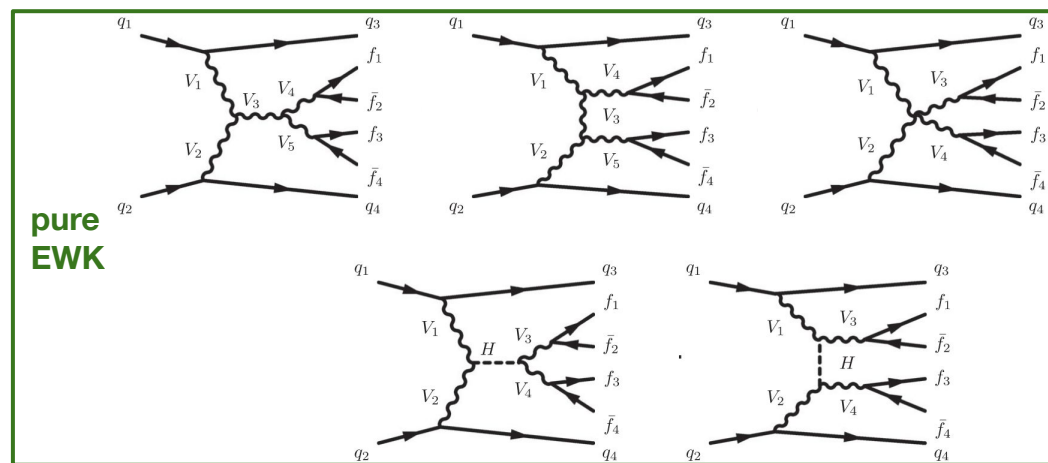 q₁ q₃ f₁ f̄₂ f₃ f̄₄ q₄ q₂ V₁ V₂ V₃ V₄ V₅
q₁ q₃ f₁ f̄₂ f₃ f̄₄ q₄ q₂ V₁ V₂ V₃ V₄ V₅
q₁ q₃ f₁ f̄₂ f₃ f̄₄ q₄ q₂ V₁ V₂ V₃ V₄
pure
EWK
q₁ q₃ f₁ f̄₂ f₃ f̄₄ q₄ q₂ V₁ V₂ H V₃ V₄
q₁ q₃ f₁ f̄₂ f₃ f̄₄ q₄ q₂ V₁ V₂ V₃ H V₄